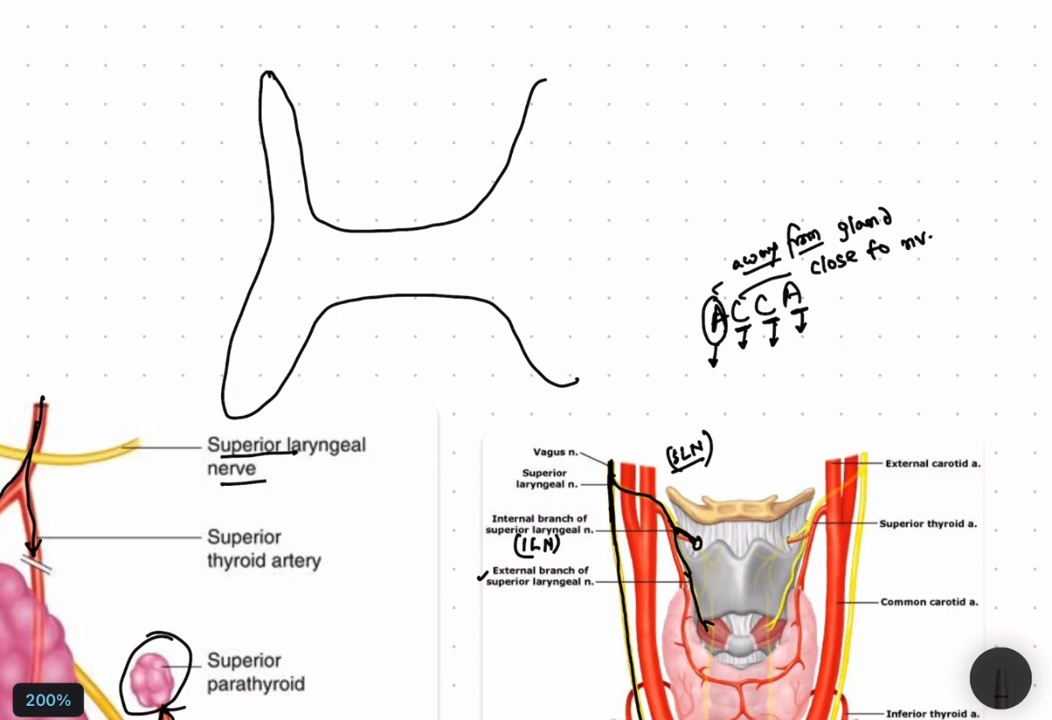 away from gland
close to nv.
A C C A
Superior laryngeal
nerve
Superior
thyroid artery
Superior
parathyroid
200%
(SLN)
Vagus n.
Superior
laryngeal n.
Internal branch of
superior laryngeal n.
(ILN)
External branch of
superior laryngeal n.
External carotid a.
Superior thyroid a.
Common carotid a.
Inferior thyroid a.